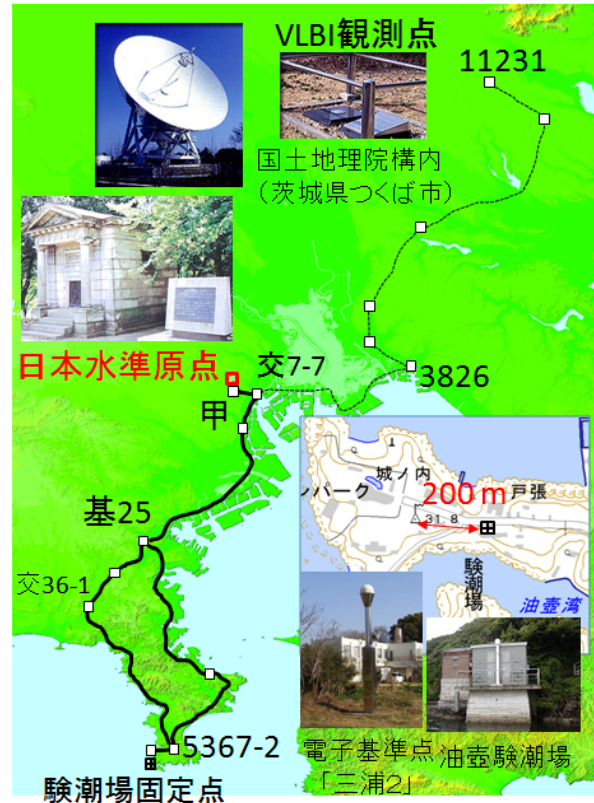 VLBI観測点
11231
国土地理院構内
(茨城県つくば市)
日本水準原点
交7-7
甲
3826
基25
城ノ内
ンパーク
200m
戸張
31.8
交36-1
験潮場
油壺湾
5367-2
験潮場固定点
電子基準点
「三浦2」
油壺験潮場